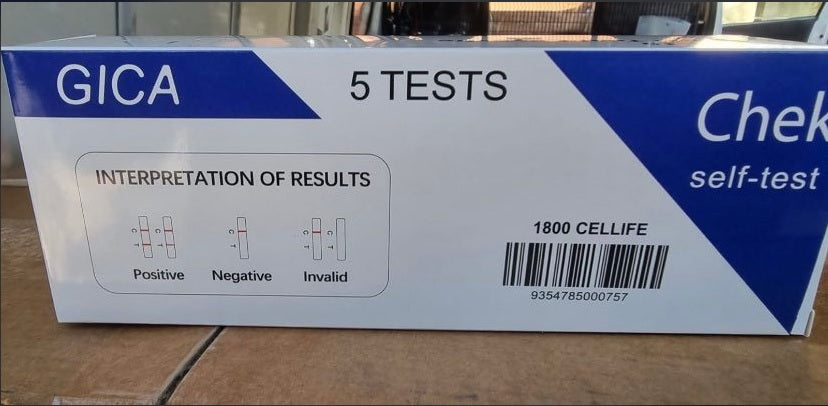 GICA
5 TESTS
Chek
self-test
INTERPRETATION OF RESULTS
C T C T
C T
C T C T
Positive
Negative
Invalid
1800 CELLIFE
9354785000757